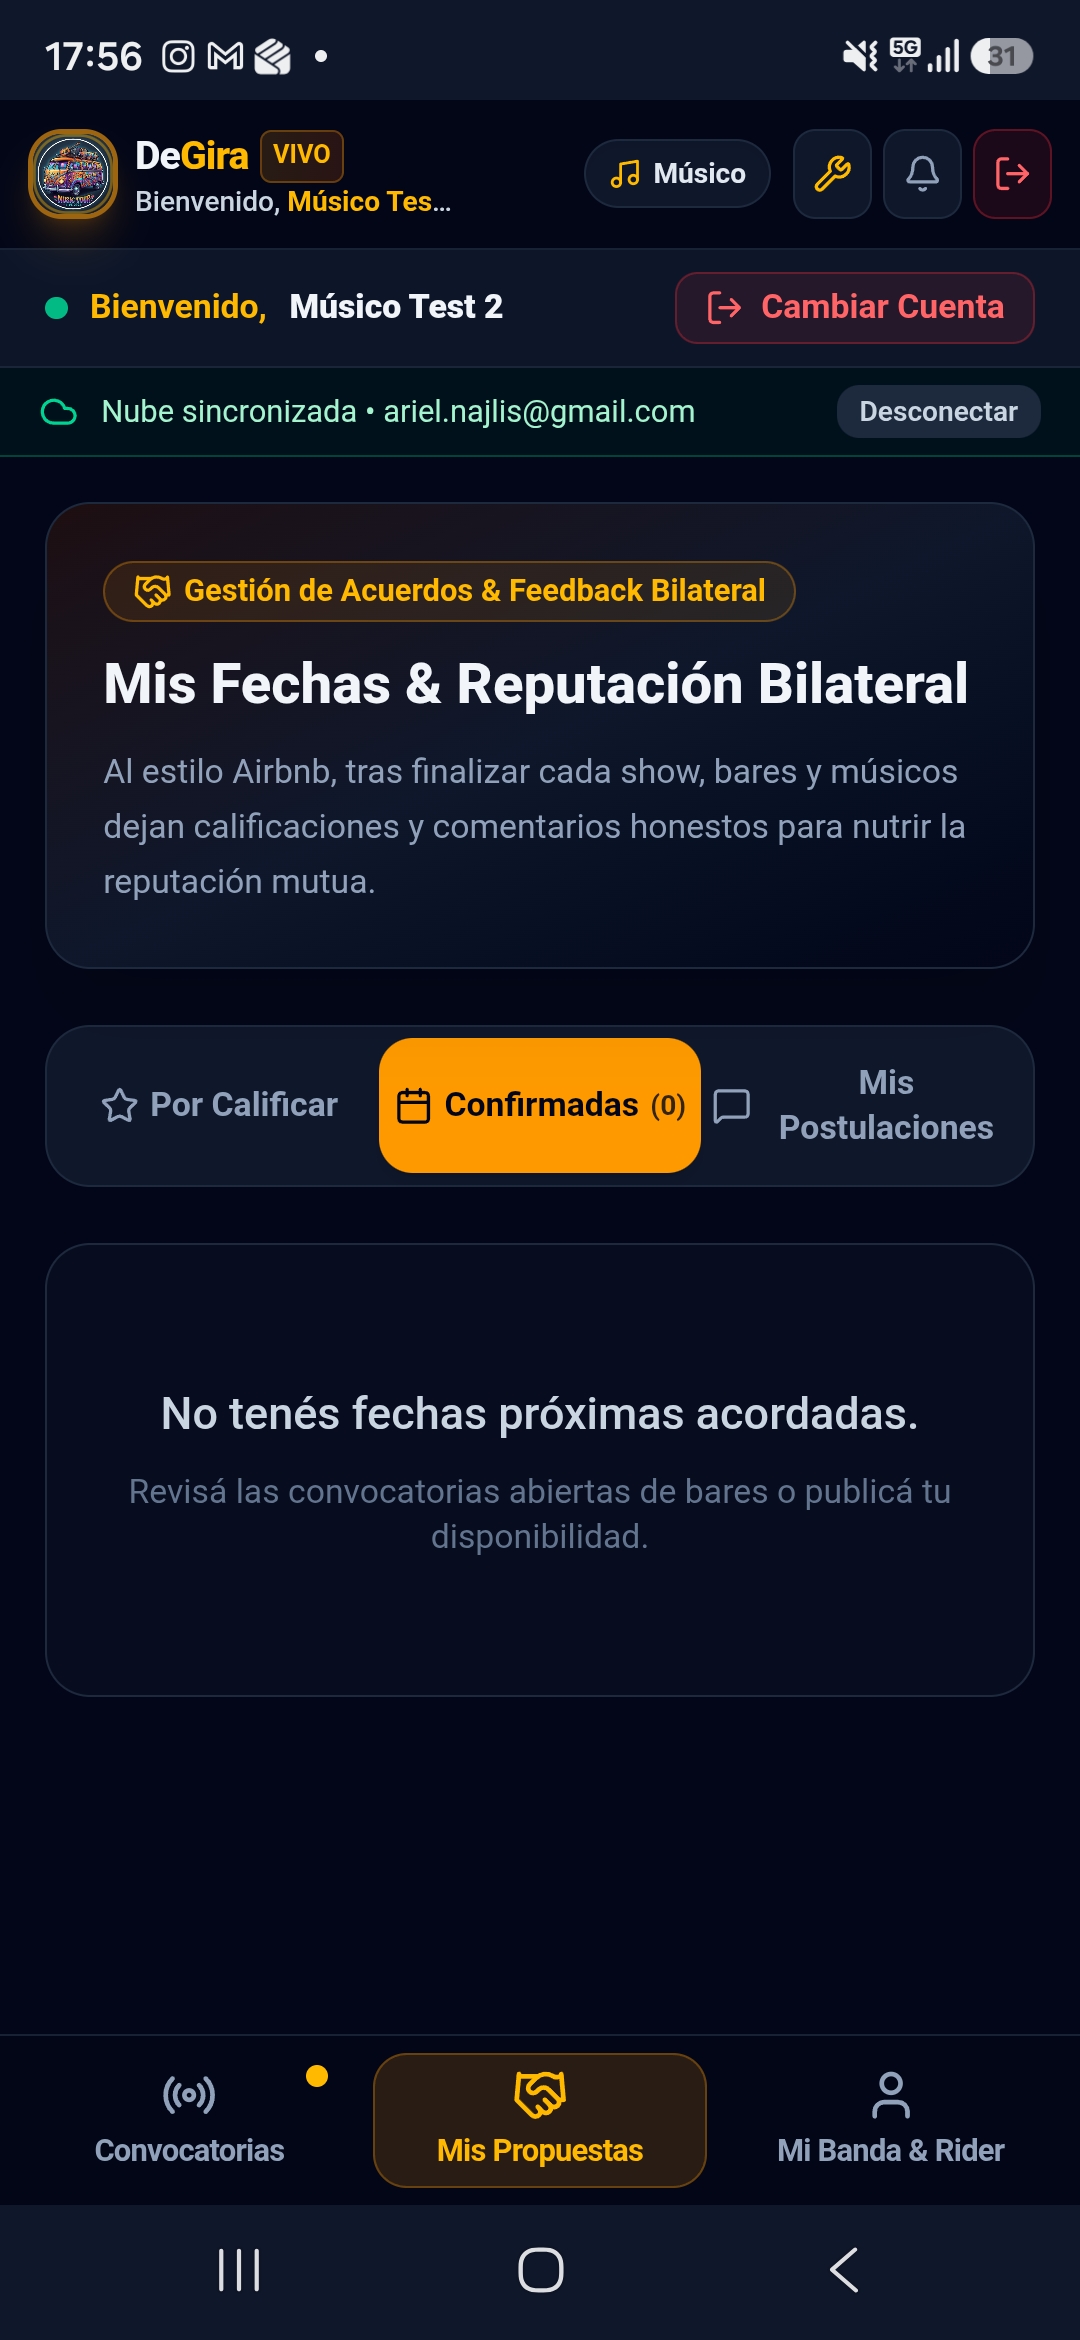 17:56
5G
31
DeGira VIVO
Bienvenido, Músico Tes...
Músico
Bienvenido, Músico Test 2
Cambiar Cuenta
Nube sincronizada • ariel.najlis@gmail.com
Desconectar
Gestión de Acuerdos & Feedback Bilateral
Mis Fechas & Reputación Bilateral
Al estilo Airbnb, tras finalizar cada show, bares y músicos
dejan calificaciones y comentarios honestos para nutrir la
reputación mutua.
Por Calificar
Confirmadas (0)
Mis
Postulaciones
No tenés fechas próximas acordadas.
Revisá las convocatorias abiertas de bares o publicá tu
disponibilidad.
Convocatorias
Mis Propuestas
Mi Banda & Rider